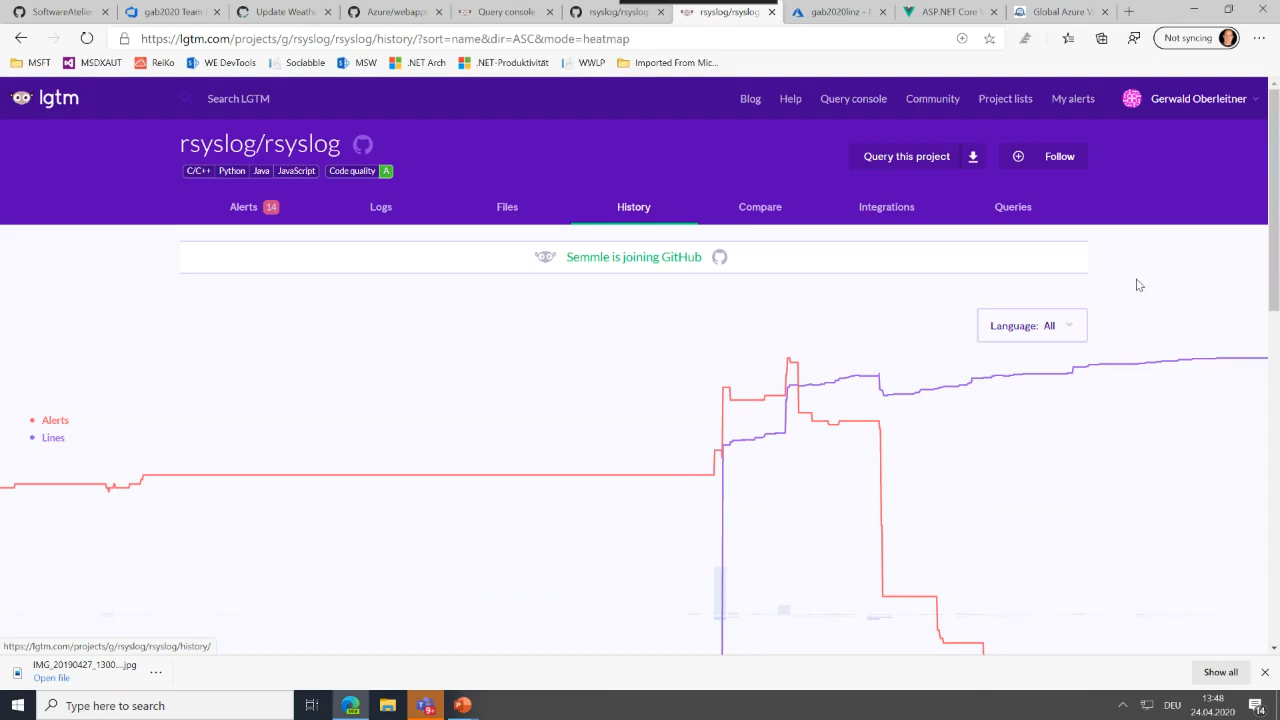 SoftwareAtelier
gab2020 Team
Update Weath
Azure/webapp
Query console
rsyslog/rsyslog
rsyslog/rsyslog
gab2020linz - M
ASP.NET Core
Global Azure Vi
https://lgtm.com/projects/g/rsyslog/rsyslog/history/?sort=name&dir=ASC&mode=heatmap
Not syncing
MSFT
MSDXAUT
ReiKo
WE DevTools
Sociabble
MSW
.NET Arch
.NET-Produktivität
WWLP
Imported From Mic...
lgtm
Search LGTM
Blog
Help
Query console
Community
Project lists
My alerts
Gerwald Oberleitner
rsyslog/rsyslog
C/C++
Python
Java
JavaScript
Code quality A
Query this project
Follow
Alerts 14
Logs
Files
History
Compare
Integrations
Queries
Semmle is joining GitHub
Language: All
Alerts
Lines
https://lgtm.com/projects/g/rsyslog/rsyslog/history/
IMG_20190427_1300....jpg
Open file
...
Show all
Type here to search
9+
DEU
13:48
24.04.2020
14